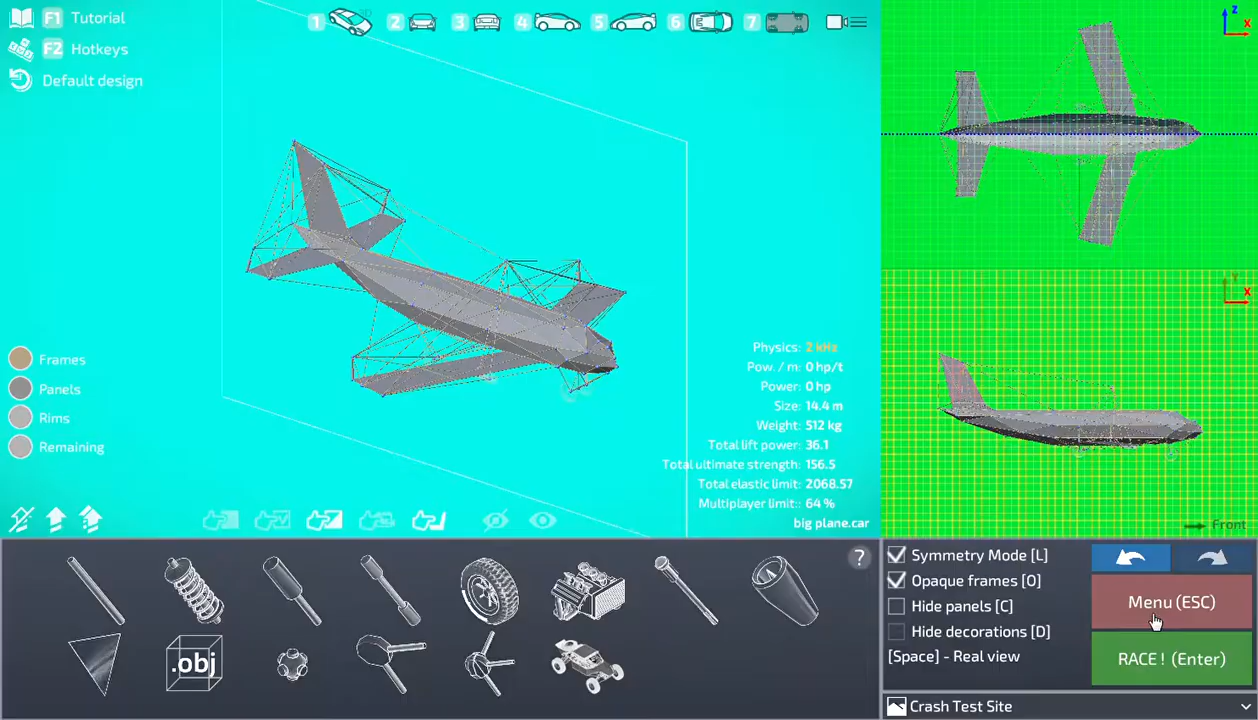 F1 Tutorial
F2 Hotkeys
Default design
1 3D 2 3 4 5 6 7
Z
X
Y
X
Front
Frames
Panels
Rims
Remaining
Physics: 2 kHz
Pow. / m: 0 hp/t
Power: 0 hp
Size: 14.4 m
Weight: 512 kg
Total lift power: 36.1
Total ultimate strength: 156.5
Total elastic limit: 2068.57
Multiplayer limit:: 64 %
big plane.car
?
.obj
Symmetry Mode [L]
Opaque frames [O]
Hide panels [C]
Hide decorations [D]
[Space] - Real view
Menu (ESC)
RACE! (Enter)
Crash Test Site